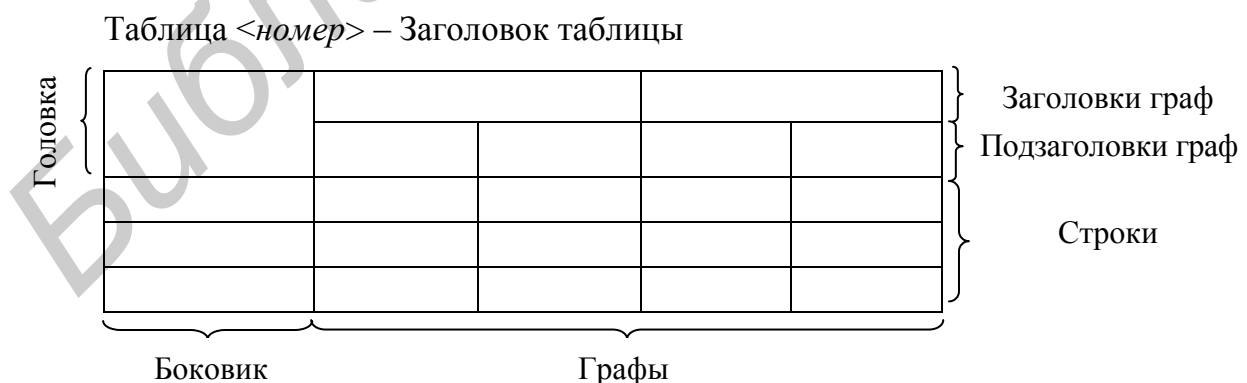 Таблица <номер> – Заголовок таблицы
Головка
Заголовки граф
Подзаголовки граф
Строки
Боковик
Графы